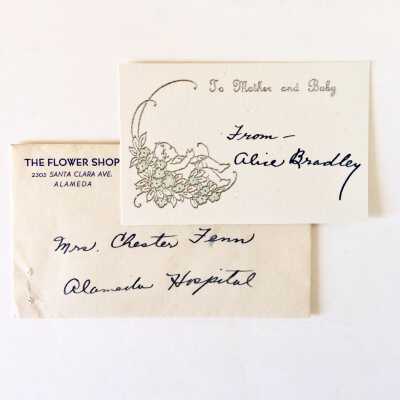 To Mother and Baby
From —
Alice Bradley
THE FLOWER SHOP
2303 SANTA CLARA AVE.
ALAMEDA
Mrs. Chester Fenn
Alameda Hospital